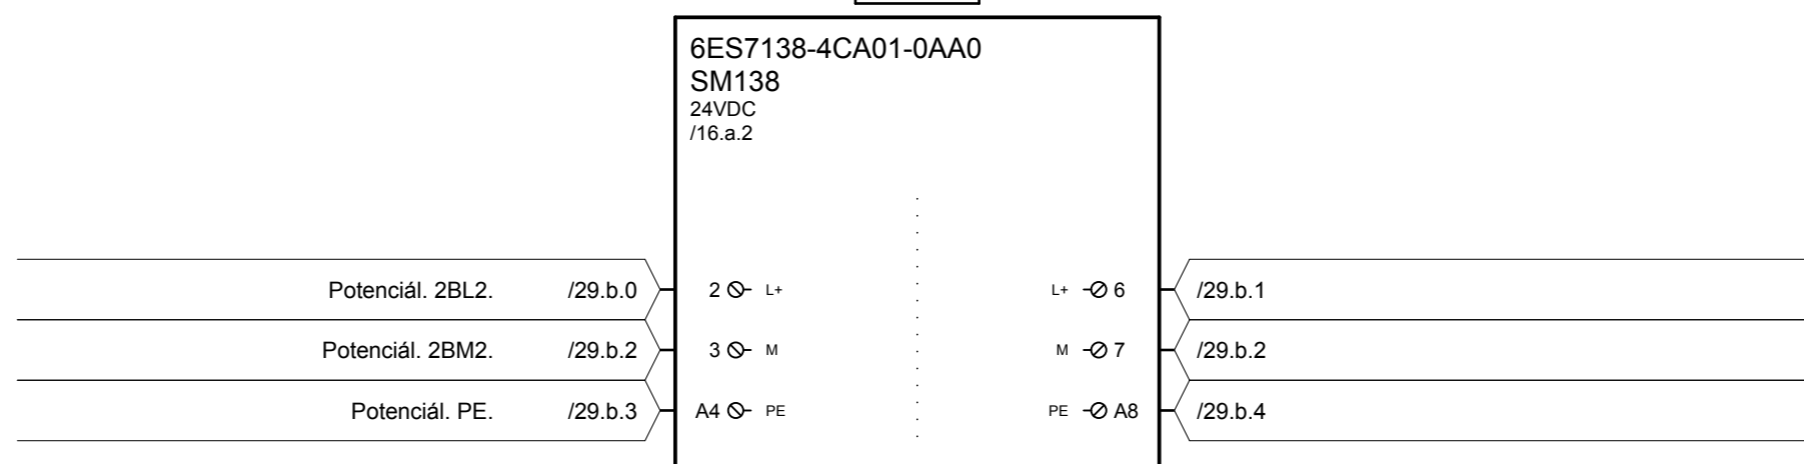 6ES7138-4CA01-0AA0
SM138
24VDC
/16.a.2
Potenciál. 2BL2. /29.b.0 2 L+ L+ 6 /29.b.1
Potenciál. 2BM2. /29.b.2 3 M M 7 /29.b.2
Potenciál. PE. /29.b.3 A4 PE PE A8 /29.b.4